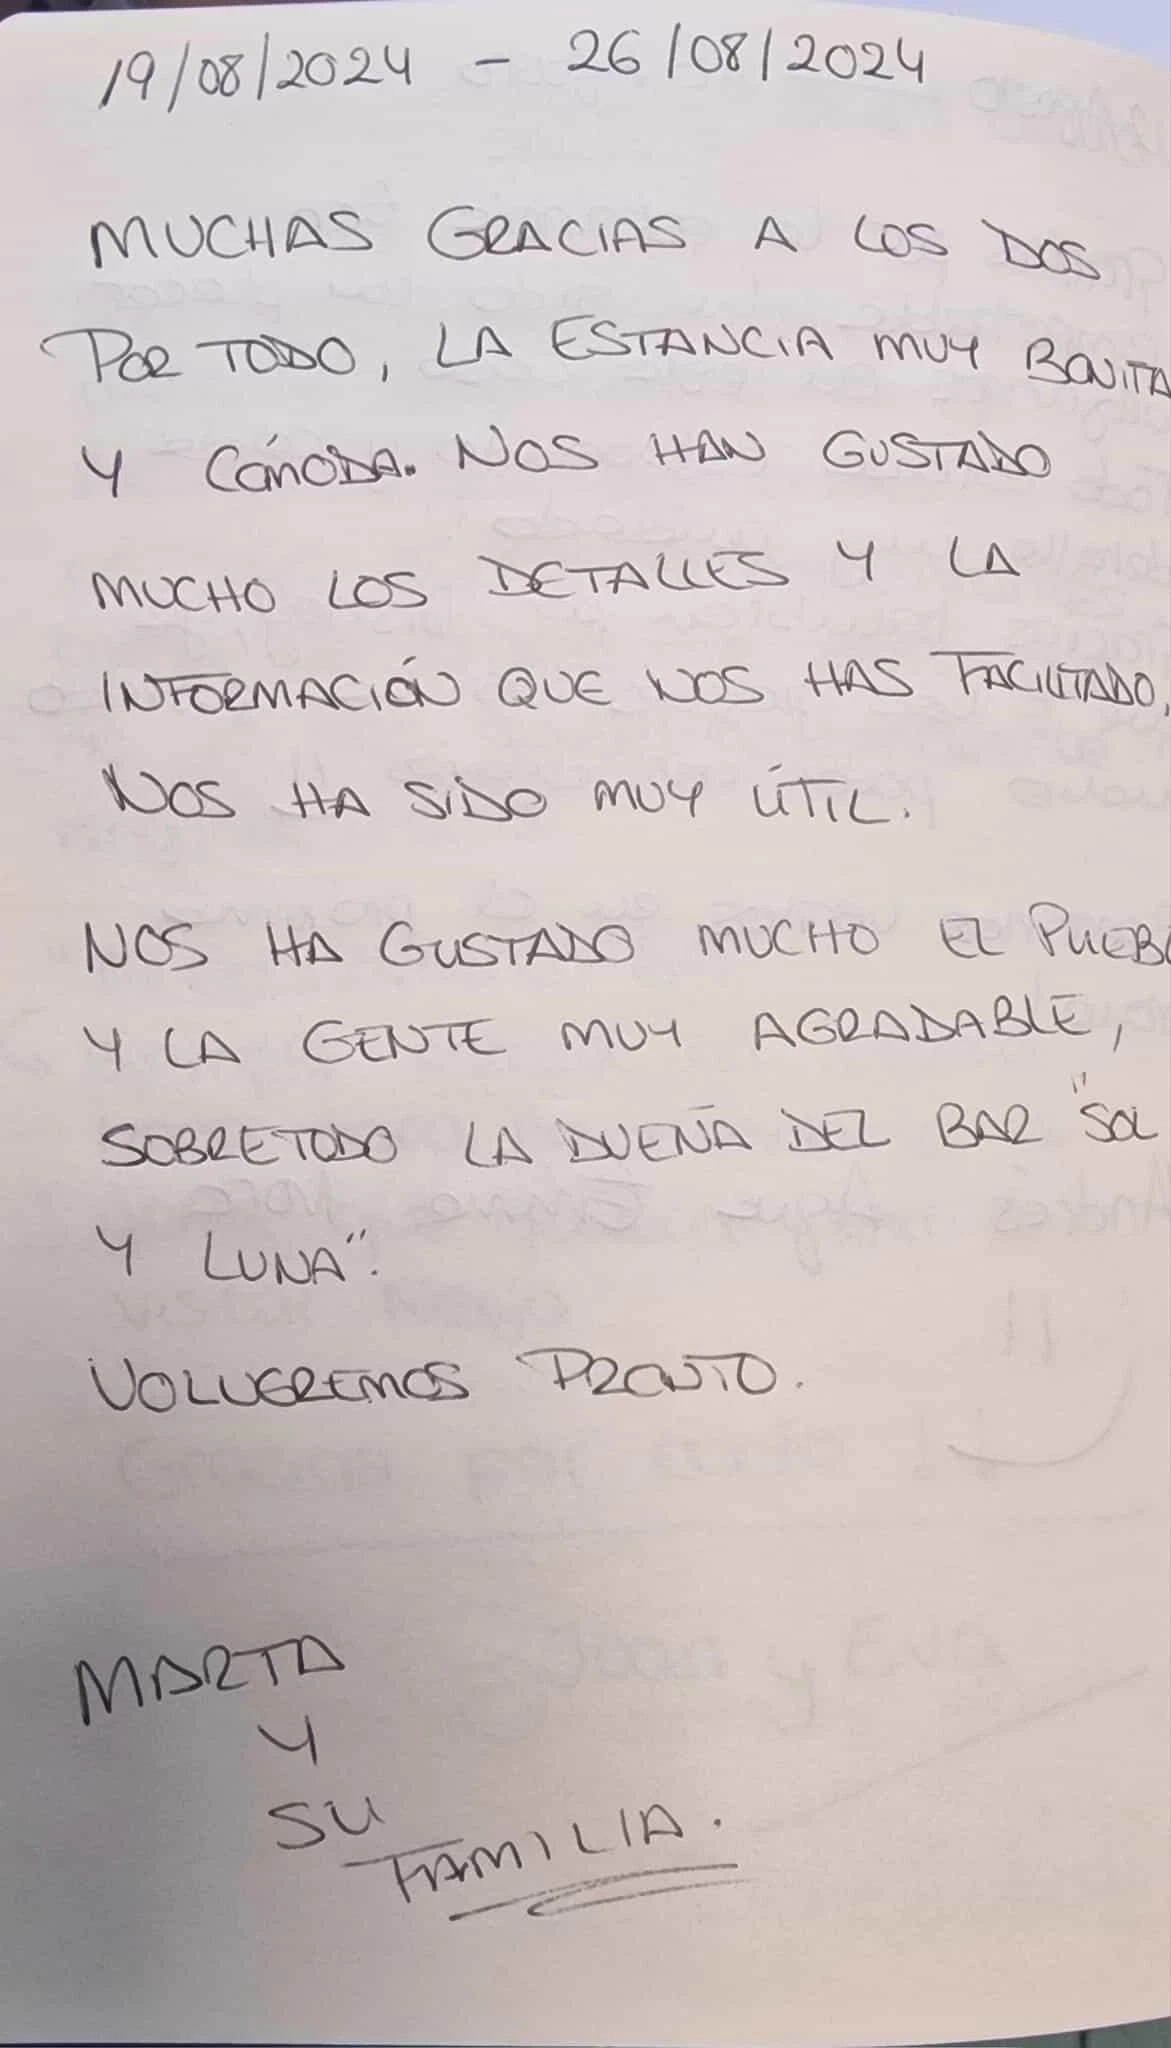 19/08/2024 - 26/08/2024
MUCHAS GRACIAS A LOS DOS
POR TODO, LA ESTANCIA MUY BONITA
Y CÓMODA. NOS HAN GUSTADO
MUCHO LOS DETALLES Y LA
INFORMACIÓN QUE NOS HAS FACILITADO,
NOS HA SIDO MUY ÚTIL.
NOS HA GUSTADO MUCHO EL PUEBL
Y LA GENTE MUY AGRADABLE,
SOBRETODO LA DUEÑA DEL BAR "SOL
Y LUNA".
VOLVEREMOS PRONTO.
MARTA
Y
SU
FAMILIA.